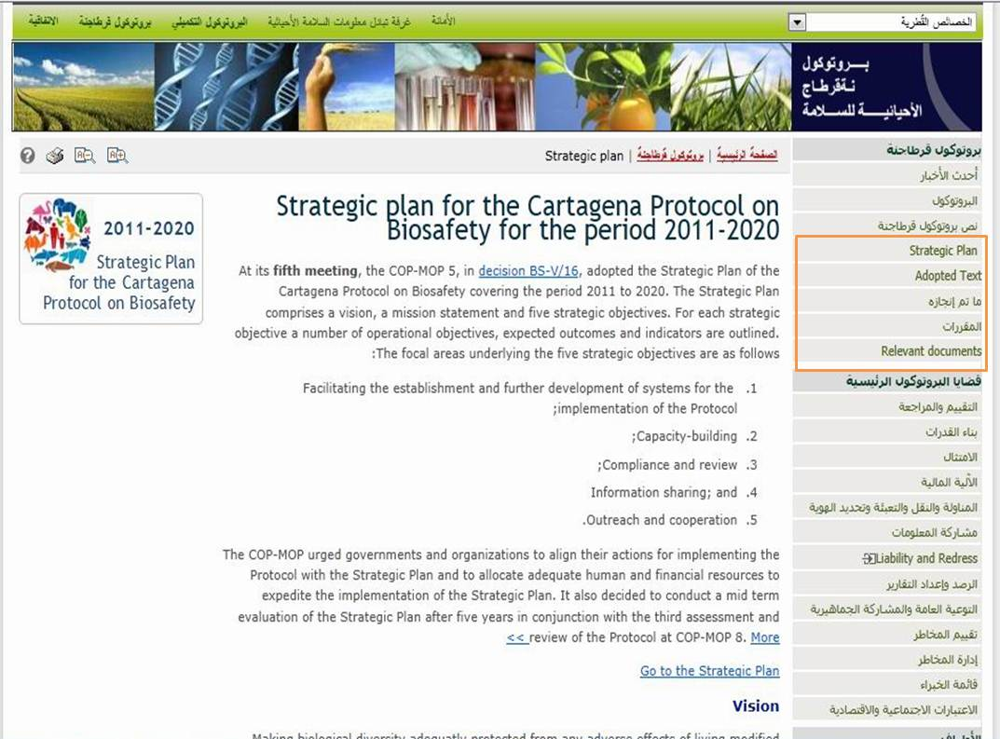 الخصائص القُطرية
الأمانة
غرفة تبادل معلومات السلامة الأحيائية
البروتوكول التكميلي
بروتوكول قرطاجنة
الاتفاقية
بـــروتوكول
نـةقرطـاج
الأحيانيـــــة للســـلامة
الصفحة الرئيسية | بروتوكول قرطاجنة | Strategic plan
بروتوكول قرطاجنة
أحدث الأخبار
البروتوكول
نص بروتوكول قرطاجنة
Strategic Plan
Adopted Text
ما تم إنجازه
المقررات
Relevant documents
قضايا البروتوكول الرئيسية
التقييم والمراجعة
بناء القدرات
الامتثال
الآلية المالية
المناولة والنقل والتعبئة وتحديد الهوية
مشاركة المعلومات
Liability and Redress
الرصد وإعداد التقارير
التوعية العامة والمشاركة الجماهيرية
تقييم المخاطر
إدارة المخاطر
قائمة الخبراء
الاعتبارات الاجتماعية والاقتصادية
الأطراف
Strategic plan for the Cartagena Protocol on
Biosafety for the period 2011-2020
2011-2020
Strategic Plan
for the Cartagena
Protocol on Biosafety
At its fifth meeting, the COP-MOP 5, in decision BS-V/16, adopted the Strategic Plan of the
Cartagena Protocol on Biosafety covering the period 2011 to 2020. The Strategic Plan
comprises a vision, a mission statement and five strategic objectives. For each strategic
objective a number of operational objectives, expected outcomes and indicators are outlined.
:The focal areas underlying the five strategic objectives are as follows
Facilitating the establishment and further development of systems for the .1
;implementation of the Protocol
;Capacity-building .2
;Compliance and review .3
Information sharing; and .4
.Outreach and cooperation .5
The COP-MOP urged governments and organizations to align their actions for implementing the
Protocol with the Strategic Plan and to allocate adequate human and financial resources to
expedite the implementation of the Strategic Plan. It also decided to conduct a mid term
evaluation of the Strategic Plan after five years in conjunction with the third assessment and
<< review of the Protocol at COP-MOP 8. More
Go to the Strategic Plan
Vision
Making biological diversity adequately protected from any adverse effects of living modified